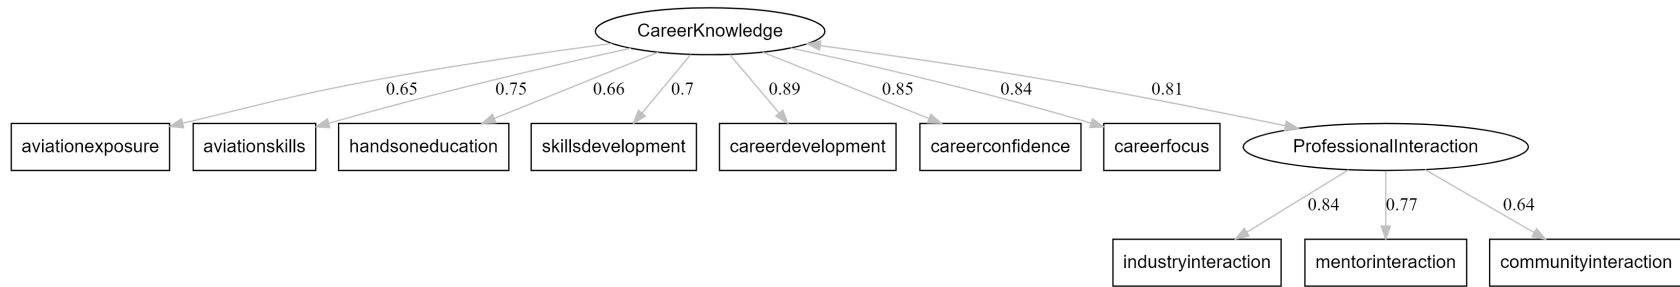 CareerKnowledge
0.65
0.75
0.66
0.7
0.89
0.85
0.84
0.81
aviationexposure
aviationskills
handsoneducation
skillsdevelopment
careerdevelopment
careerconfidence
careerfocus
ProfessionalInteraction
0.84
0.77
0.64
industryinteraction
mentorinteraction
communityinteraction